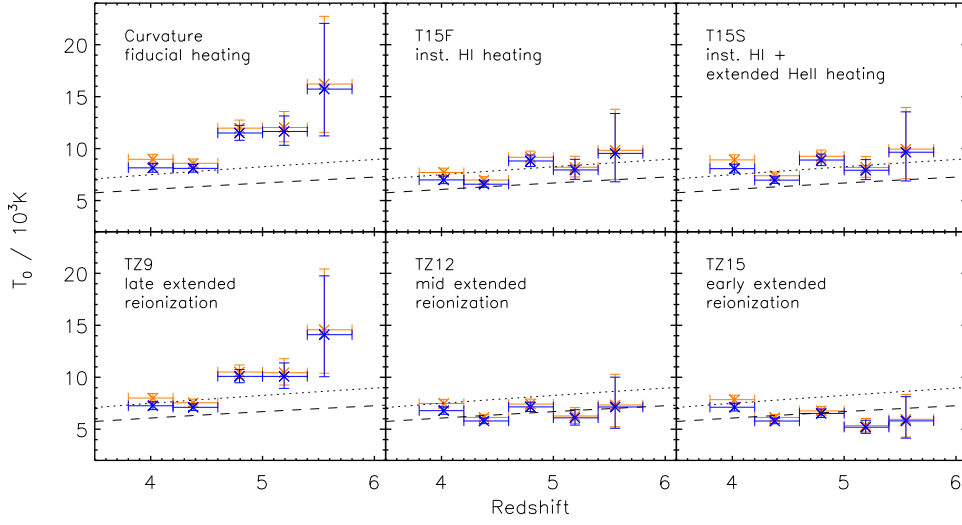 Curvature
fiducial heating
T15F
inst. HI heating
T15S
inst. HI +
extended HeII heating
20
15
10
5
TZ9
late extended
reionization
TZ12
mid extended
reionization
TZ15
early extended
reionization
20
15
10
5
T0 / 10³K
4 5 6
4 5 6
4 5 6
Redshift